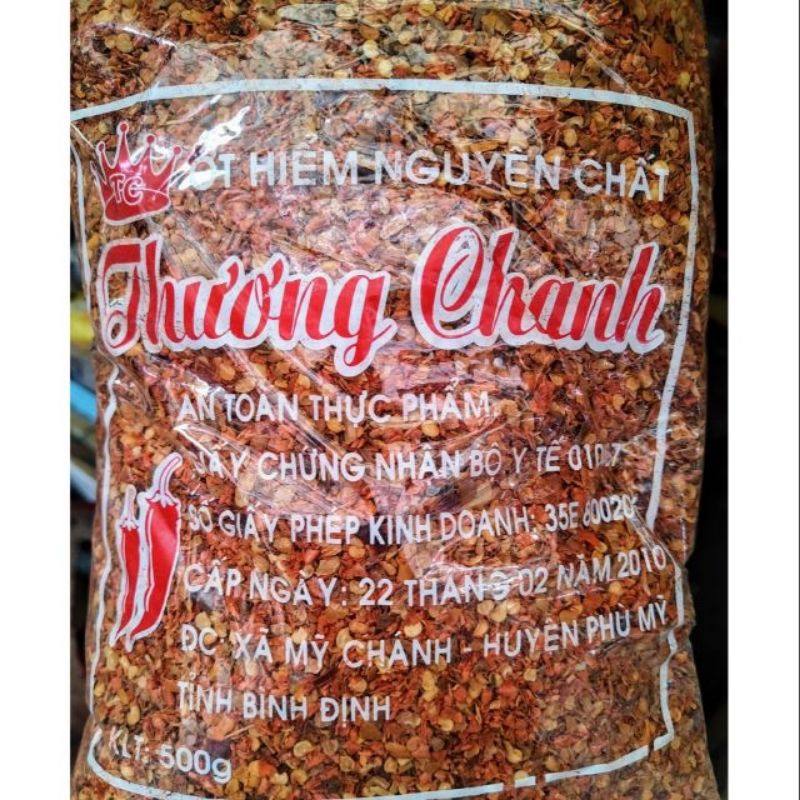 TC
ỚT HIỂM NGUYÊN CHẤT
Thương Chanh
AN TOÀN THỰC PHẨM
CHỨNG NHẬN BỘ Y TẾ
SỐ GIẤY PHÉP KINH DOANH: 35E
CẤP NGÀY: 22 THÁNG 02 NĂM 2010
ĐC: XÃ MỸ CHÁNH - HUYỆN PHÙ MỸ
TỈNH BÌNH ĐỊNH
KLT: 500g